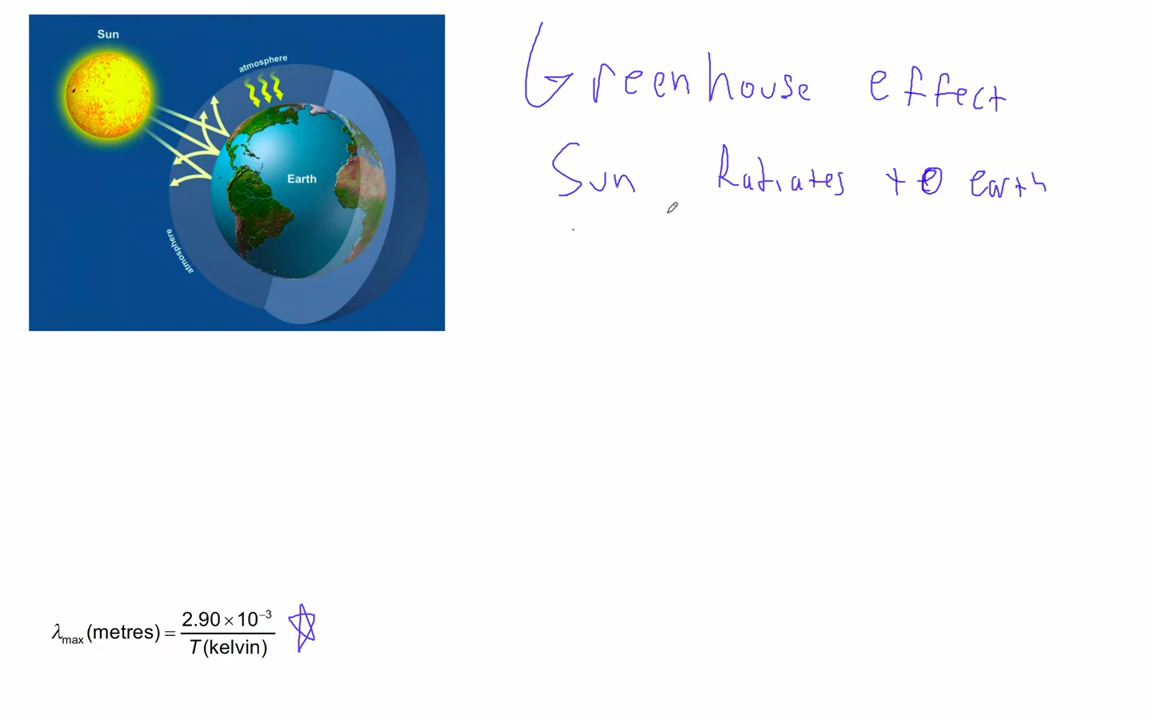 Sun
atmosphere
Earth
atmosphere
Greenhouse effect
Sun Radiates to earth
λmax (metres) = 2.90 × 10⁻³ / T (kelvin)